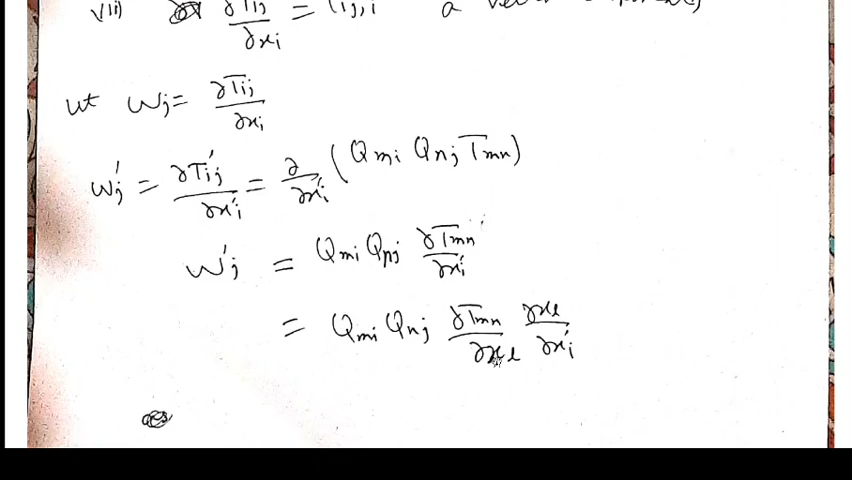 vii) ∂Tij/∂xi = Tij,i a
let wj = ∂Tij/∂xi
w'j = ∂T'ij/∂x'i = ∂/∂x'i (Qmi Qnj Tmn)
w'j = Qmi Qnj ∂Tmn/∂x'i
= Qmi Qnj ∂Tmn/∂xl ∂xl/∂x'i